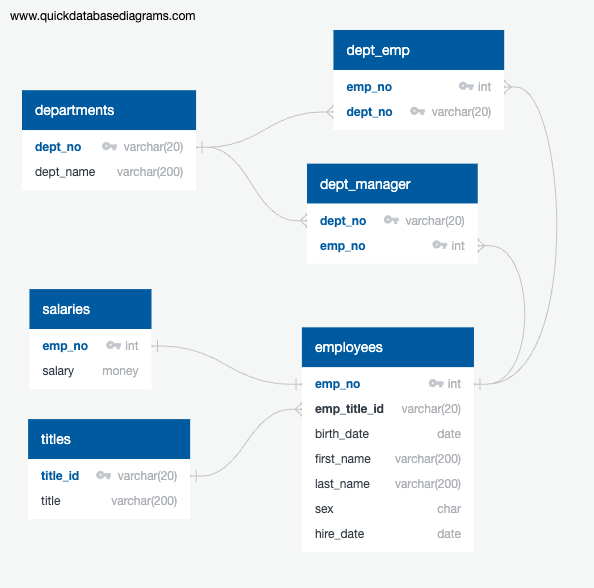 www.quickdatabasediagrams.com
dept_emp
emp_no int
dept_no varchar(20)
departments
dept_no varchar(20)
dept_name varchar(200)
dept_manager
dept_no varchar(20)
emp_no int
salaries
emp_no int
salary money
employees
emp_no int
emp_title_id varchar(20)
birth_date date
first_name varchar(200)
last_name varchar(200)
sex char
hire_date date
titles
title_id varchar(20)
title varchar(200)